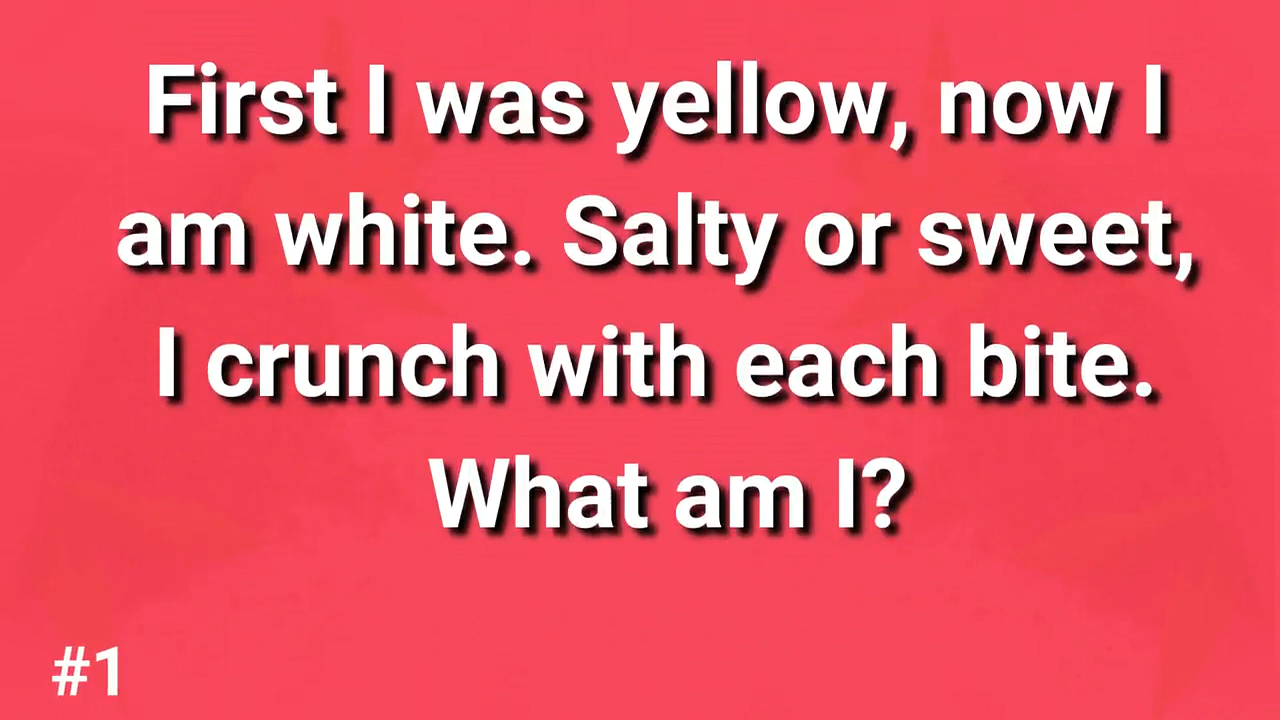 First I was yellow, now I
am white. Salty or sweet,
I crunch with each bite.
What am I?
#1